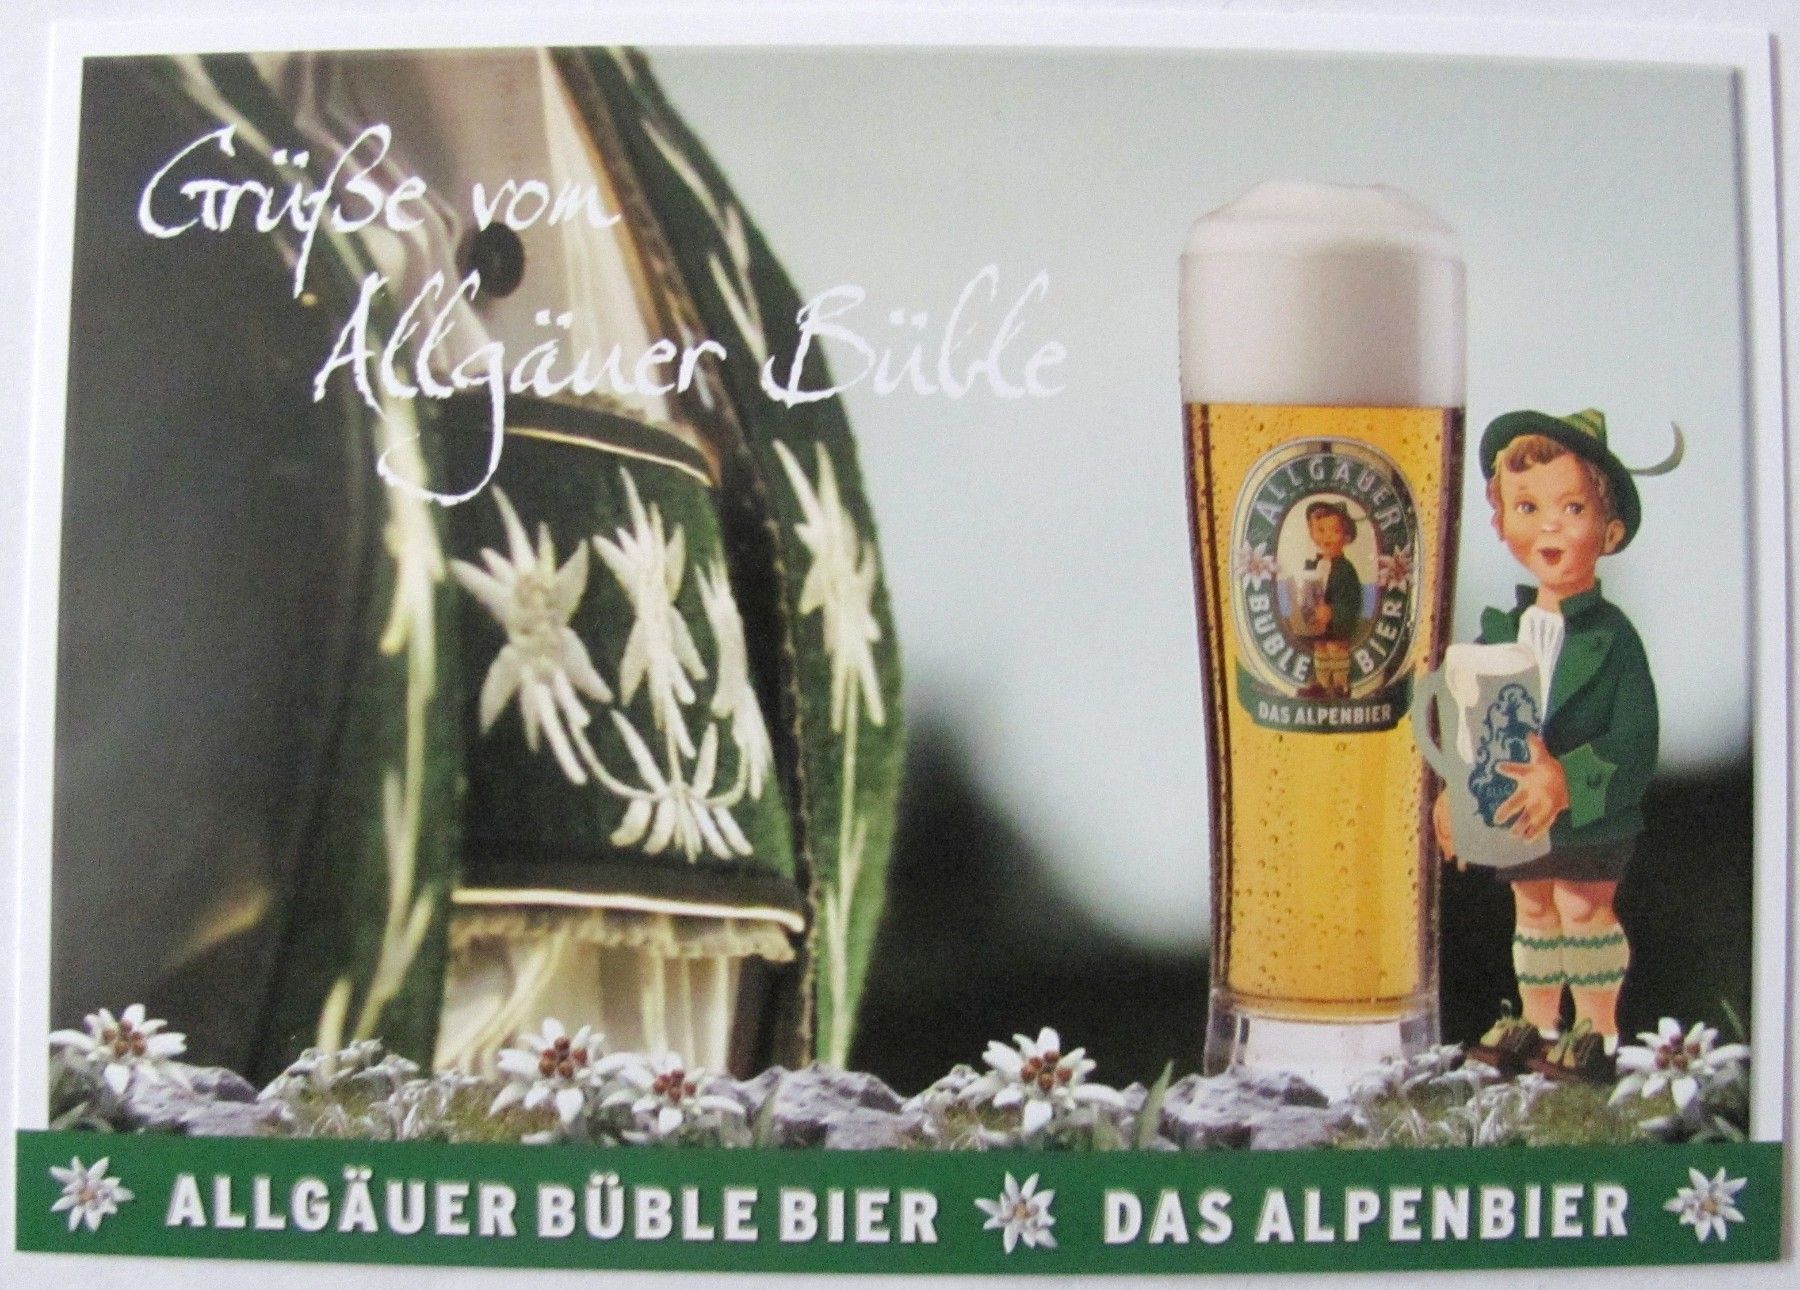 Grüße vom
Allgäuer Büble
ALLGÄUER
BÜBLE BIER
DAS ALPENBIER
ALLGÄUER BÜBLE BIER DAS ALPENBIER